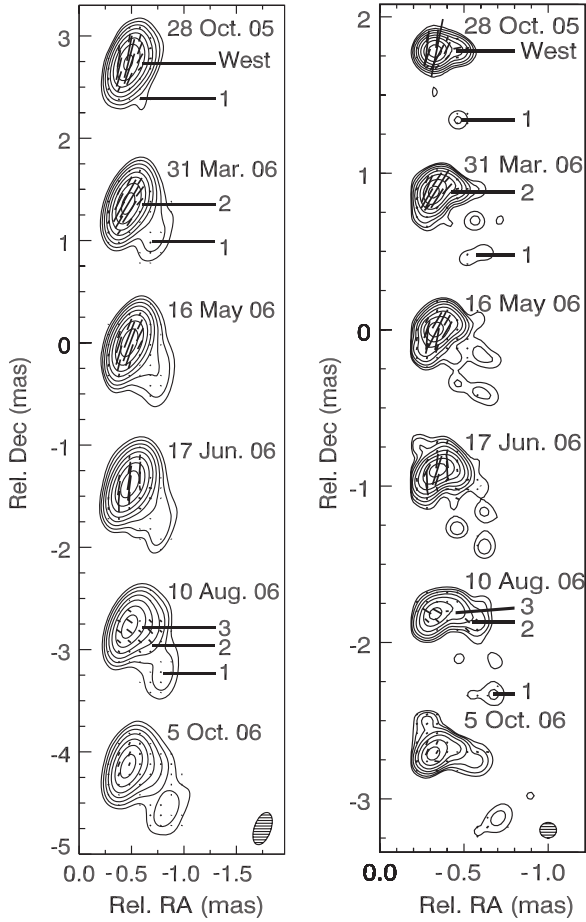 3
28 Oct. 05
West
1
2
31 Mar. 06
2
1
1
16 May 06
0
Rel. Dec (mas)
-1
17 Jun. 06
-2
10 Aug. 06
3
2
1
-3
5 Oct. 06
-4
-5
0.0 -0.5 -1.0 -1.5
Rel. RA (mas)
2
28 Oct. 05
West
1
1
31 Mar. 06
2
1
16 May 06
0
Rel. Dec (mas)
17 Jun. 06
-1
10 Aug. 06
3
2
-2
1
5 Oct. 06
-3
0.0 -0.5 -1.0
Rel. RA (mas)